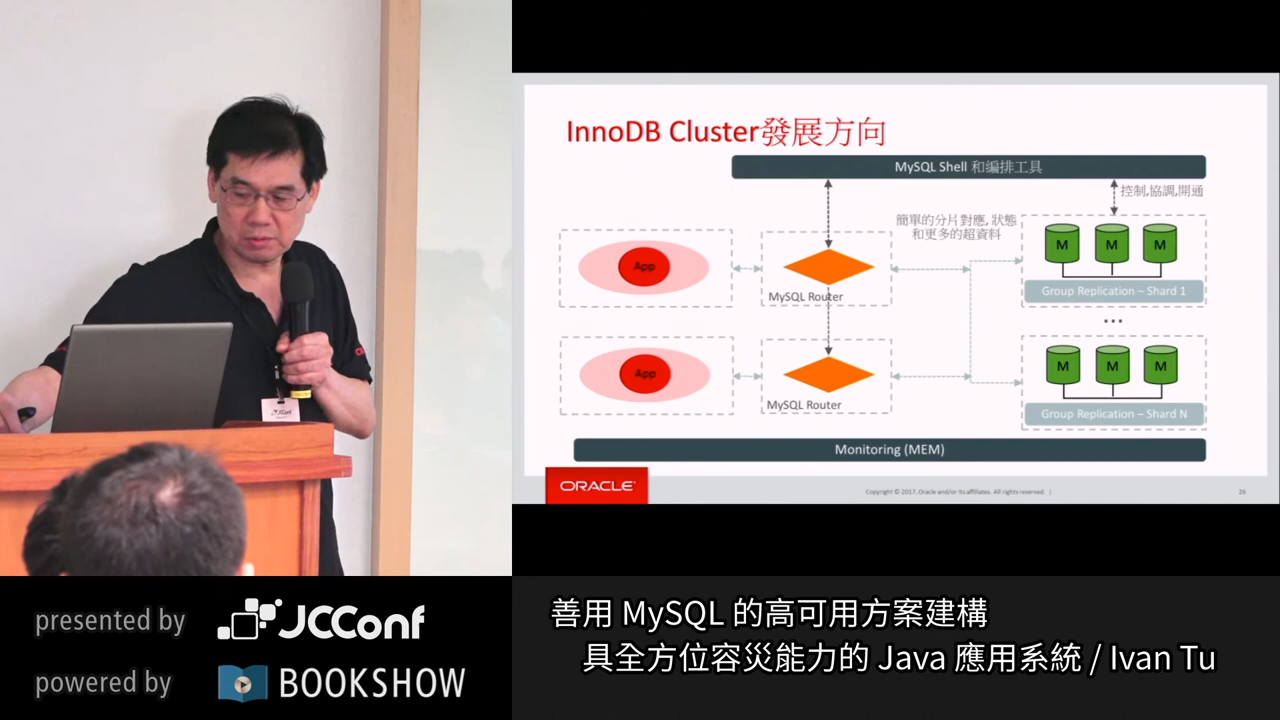 InnoDB Cluster發展方向
MySQL Shell 和编排工具
控制,協調,開通
簡單的分片對應, 狀態
和更多的超資料
App
MySQL Router
M M M
Group Replication – Shard 1
...
App
MySQL Router
M M M
Group Replication – Shard N
Monitoring (MEM)
ORACLE
Copyright © 2017, Oracle and/or its affiliates. All rights reserved. |
26
JCConf
presented by JCConf
powered by BOOKSHOW
善用 MySQL 的高可用方案建構
具全方位容災能力的 Java 應用系統 / Ivan Tu